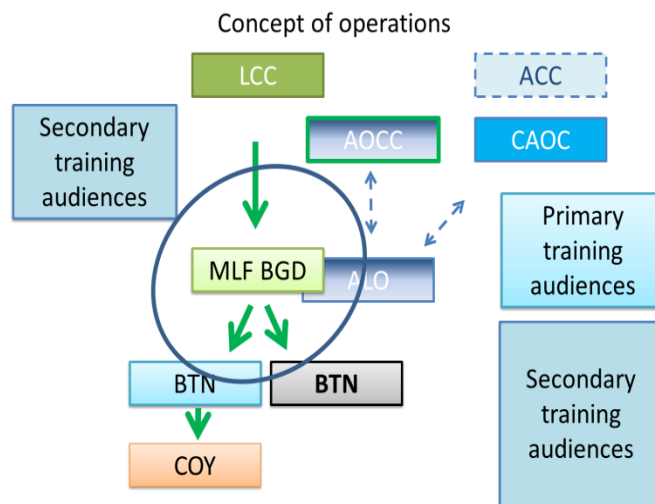 Concept of operations
LCC
ACC
Secondary
training
audiences
AOCC
CAOC
Primary
training
audiences
MLF BGD
ALO
BTN
BTN
Secondary
training
audiences
COY